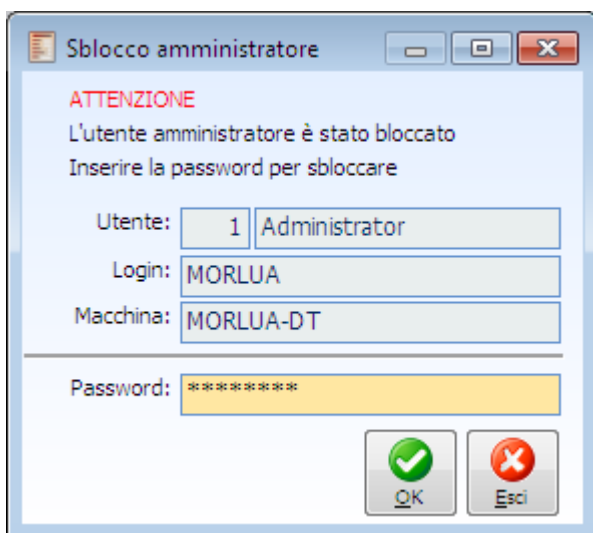 Sblocco amministratore
ATTENZIONE
L'utente amministratore è stato bloccato
Inserire la password per sbloccare
Utente: 1 Administrator
Login: MORLUA
Macchina: MORLUA-DT
Password: ********
OK Esci